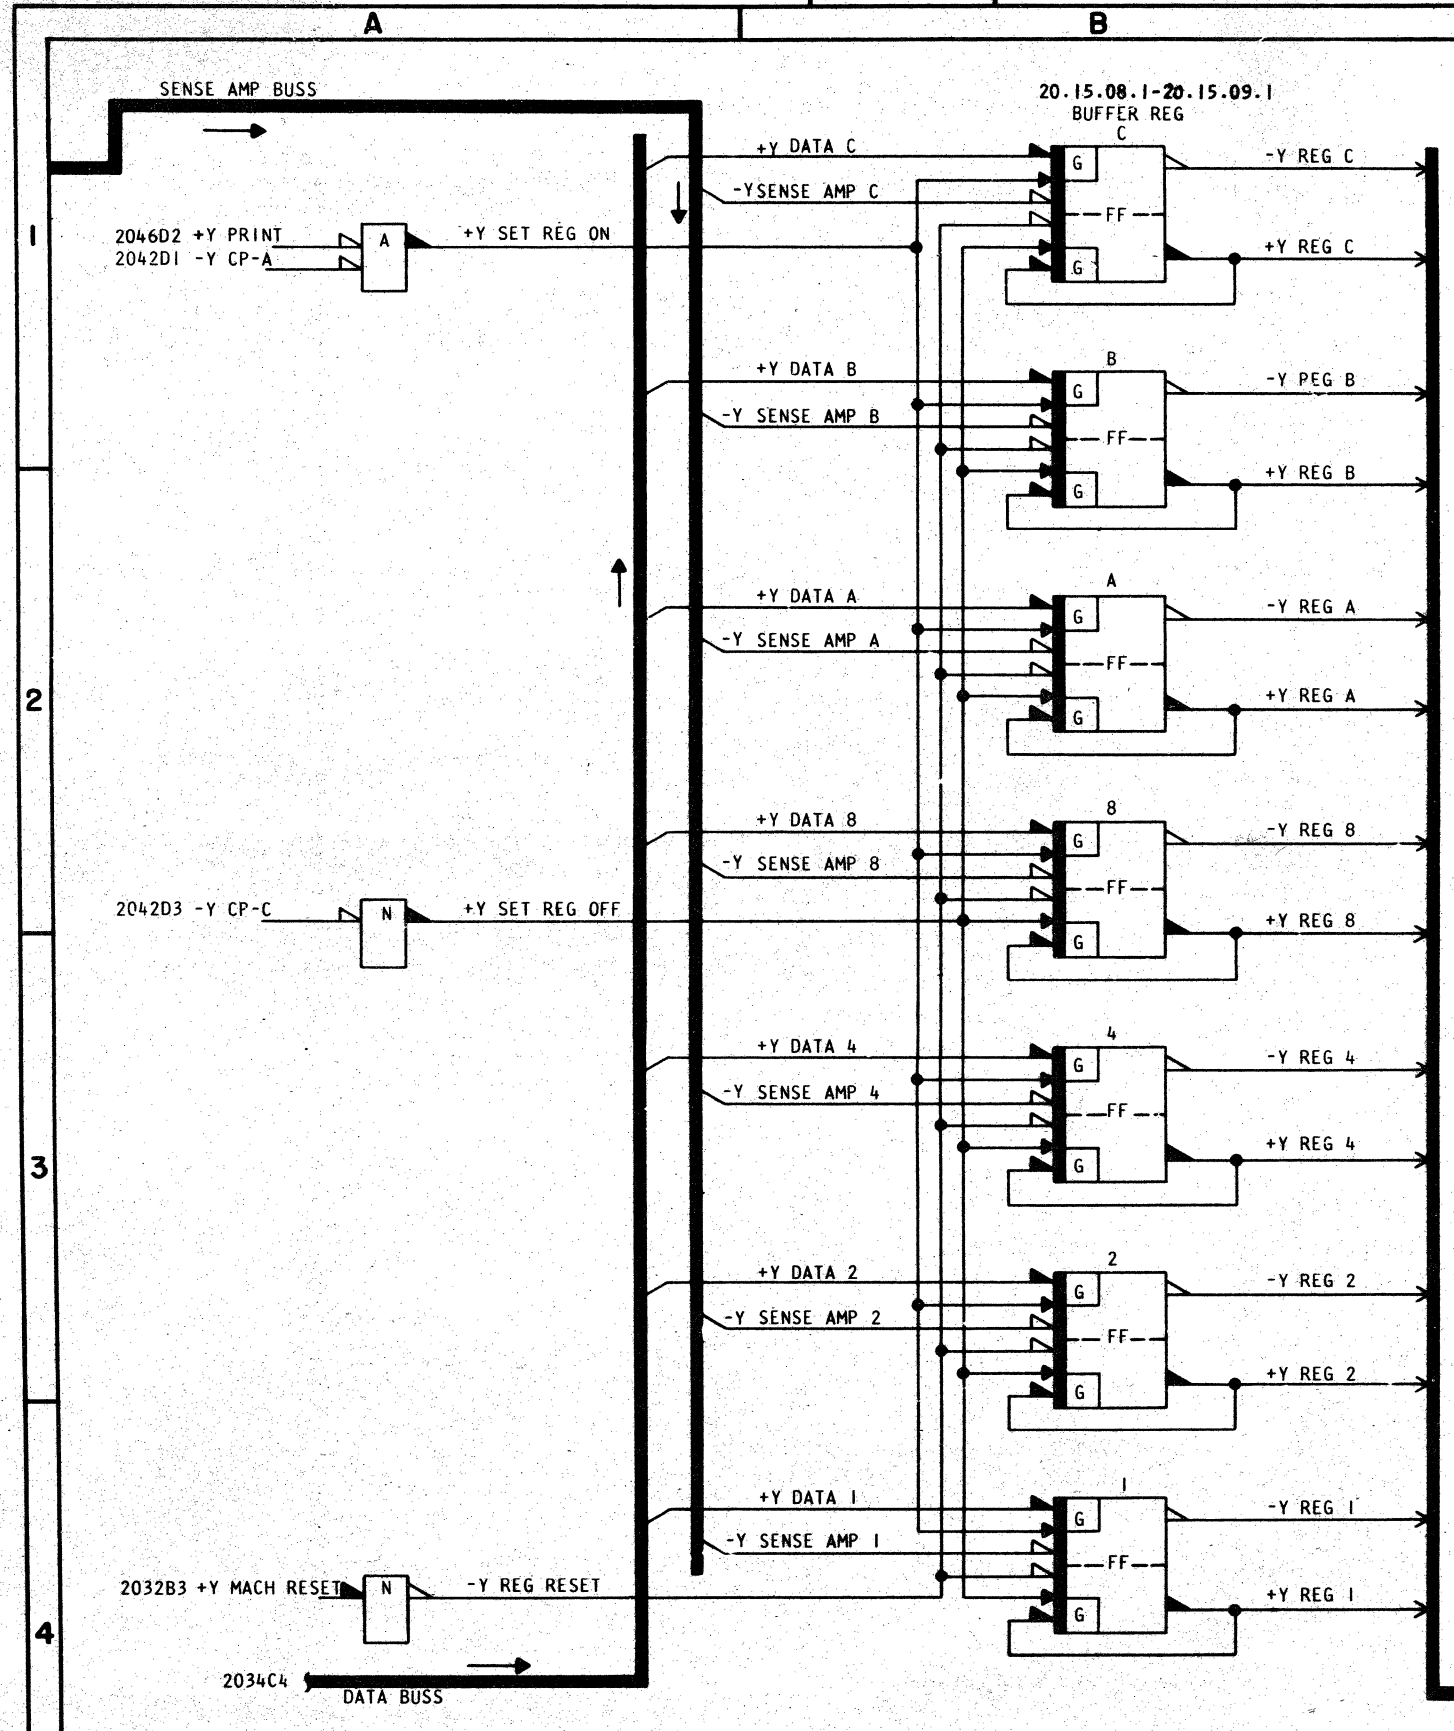 A
B
SENSE AMP BUSS
20.15.08.1-20.15.09.1
BUFFER REG
C
+Y DATA C
G
-Y REG C
-Y SENSE AMP C
FF
1
2046D2 +Y PRINT
A
+Y SET REG ON
2042D1 -Y CP-A
+Y REG C
G
B
+Y DATA B
G
-Y PEG B
-Y SENSE AMP B
FF
+Y REG B
G
A
+Y DATA A
G
-Y REG A
-Y SENSE AMP A
FF
2
+Y REG A
G
8
+Y DATA 8
G
-Y REG 8
-Y SENSE AMP 8
FF
2042D3 -Y CP-C
N
+Y SET REG OFF
+Y REG 8
G
4
+Y DATA 4
G
-Y REG 4
-Y SENSE AMP 4
FF
3
+Y REG 4
G
2
+Y DATA 2
G
-Y REG 2
-Y SENSE AMP 2
FF
+Y REG 2
G
1
+Y DATA 1
G
-Y REG 1
-Y SENSE AMP 1
FF
2032B3 +Y MACH RESET
N
-Y REG RESET
+Y REG 1
G
4
2034C4
DATA BUSS